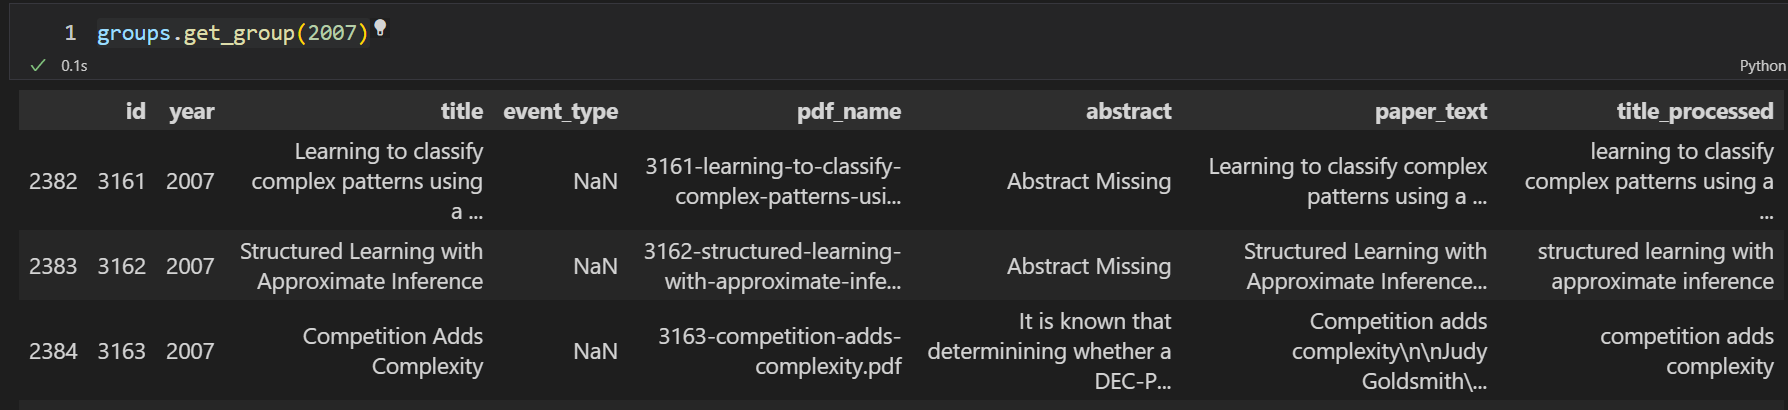 1 groups.get_group(2007)
0.1s
Python
id year title event_type pdf_name abstract paper_text title_processed
2382 3161 2007 Learning to classify complex patterns using a ... NaN 3161-learning-to-classify-complex-patterns-usi... Abstract Missing Learning to classify complex patterns using a ... learning to classify complex patterns using a ...
2383 3162 2007 Structured Learning with Approximate Inference NaN 3162-structured-learning-with-approximate-infe... Abstract Missing Structured Learning with Approximate Inference... structured learning with approximate inference
2384 3163 2007 Competition Adds Complexity NaN 3163-competition-adds-complexity.pdf It is known that determinining whether a DEC-P... Competition adds complexity\n\nJudy Goldsmith\... competition adds complexity